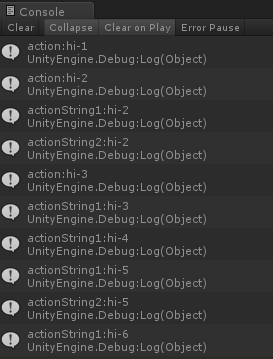 Console
Clear Collapse Clear on Play Error Pause
action:hi-1
UnityEngine.Debug:Log(Object)
action:hi-2
UnityEngine.Debug:Log(Object)
actionString1:hi-2
UnityEngine.Debug:Log(Object)
actionString2:hi-2
UnityEngine.Debug:Log(Object)
action:hi-3
UnityEngine.Debug:Log(Object)
actionString1:hi-3
UnityEngine.Debug:Log(Object)
actionString1:hi-4
UnityEngine.Debug:Log(Object)
actionString1:hi-5
UnityEngine.Debug:Log(Object)
actionString2:hi-5
UnityEngine.Debug:Log(Object)
actionString1:hi-6
UnityEngine.Debug:Log(Object)